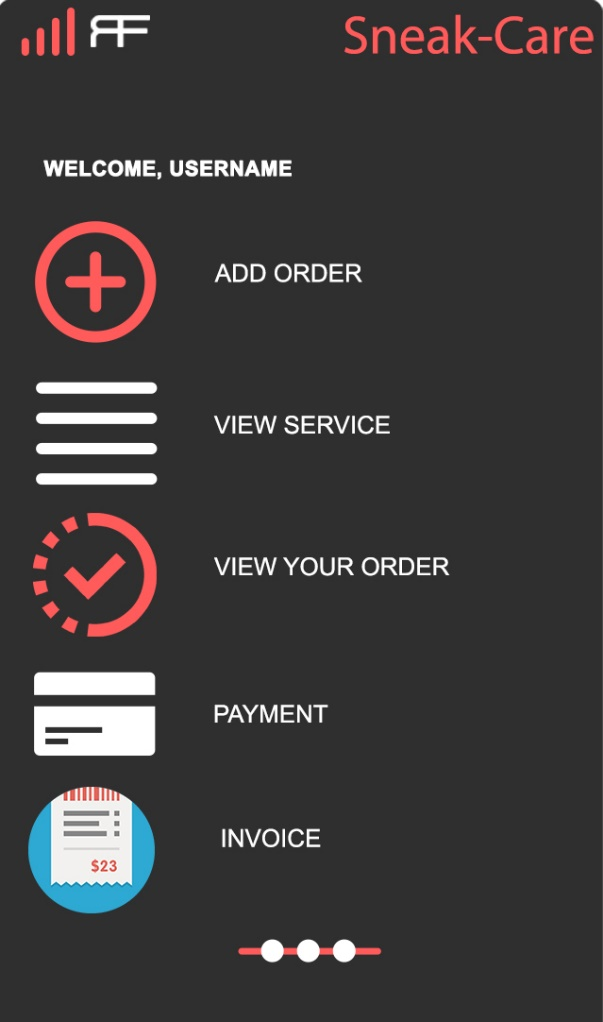 Sneak-Care
WELCOME, USERNAME
ADD ORDER
VIEW SERVICE
VIEW YOUR ORDER
PAYMENT
$23
INVOICE